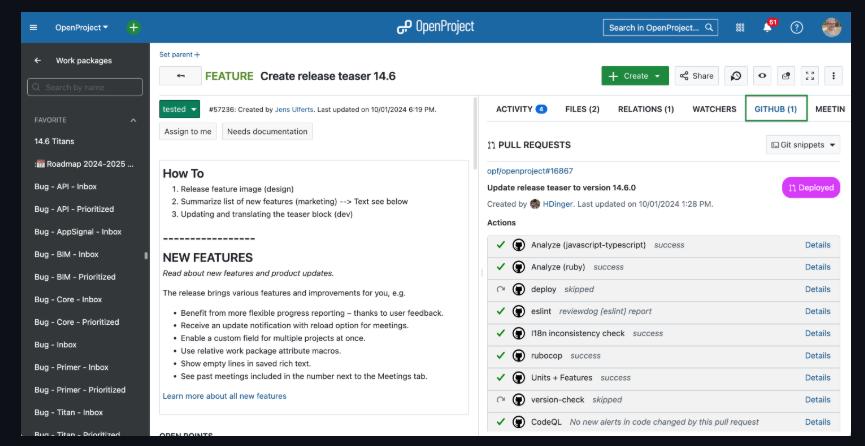 OpenProject
OpenProject
Search in OpenProject...
61
Work packages
Search by name
FAVORITE
14.6 Titans
Roadmap 2024-2025 ...
Bug - API - Inbox
Bug - API - Prioritized
Bug - AppSignal - Inbox
Bug - BIM - Inbox
Bug - BIM - Prioritized
Bug - Core - Inbox
Bug - Core - Prioritized
Bug - Inbox
Bug - Primer - Inbox
Bug - Primer - Prioritized
Bug - Titan - Inbox
Bug - Titan - Prioritized
Set parent +
FEATURE Create release teaser 14.6
+ Create
Share
tested
#57236: Created by Jens Ulferts. Last updated on 10/01/2024 6:19 PM.
Assign to me
Needs documentation
How To
1. Release feature image (design)
2. Summarize list of new features (marketing) --> Text see below
3. Updating and translating the teaser block (dev)
-----------------
NEW FEATURES
Read about new features and product updates.
The release brings various features and improvements for you, e.g.
• Benefit from more flexible progress reporting – thanks to user feedback.
• Receive an update notification with reload option for meetings.
• Enable a custom field for multiple projects at once.
• Use relative work package attribute macros.
• Show empty lines in saved rich text.
• See past meetings included in the number next to the Meetings tab.
Learn more about all new features
OPEN POINTS
ACTIVITY 4 FILES (2) RELATIONS (1) WATCHERS GITHUB (1) MEETIN
PULL REQUESTS
Git snippets
opf/openproject#16867
Update release teaser to version 14.6.0
Deployed
Created by HDinger. Last updated on 10/01/2024 1:28 PM.
Actions
Analyze (javascript-typescript) success Details
Analyze (ruby) success Details
deploy skipped Details
eslint reviewdog [eslint] report Details
I18n inconsistency check success Details
rubocop success Details
Units + Features success Details
version-check skipped Details
CodeQL No new alerts in code changed by this pull request Details